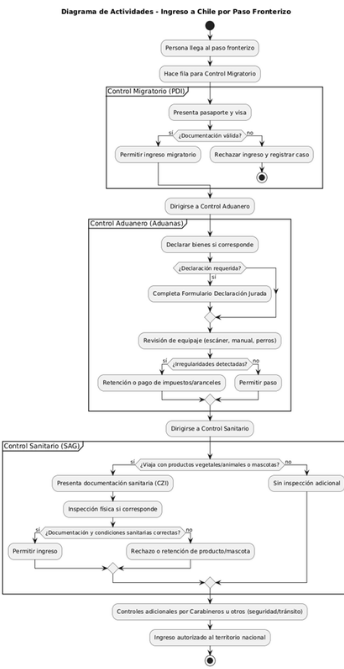 Diagrama de Actividades - Ingreso a Chile por Paso Fronterizo
Persona llega al paso fronterizo
Hace fila para Control Migratorio
Control Migratorio (PDI)
Presenta pasaporte y visa
sí
¿Documentación válida?
no
Permitir ingreso migratorio
Rechazar ingreso y registrar caso
Dirigirse a Control Aduanero
Control Aduanero (Aduanas)
Declarar bienes si corresponde
¿Declaración requerida?
sí
Completa Formulario Declaración Jurada
Revisión de equipaje (escáner, manual, perros)
sí
¿Irregularidades detectadas?
no
Retención o pago de impuestos/aranceles
Permitir paso
Dirigirse a Control Sanitario
Control Sanitario (SAG)
sí
¿Viaja con productos vegetales/animales o mascotas?
no
Presenta documentación sanitaria (CZI)
Sin inspección adicional
Inspección física si corresponde
sí
¿Documentación y condiciones sanitarias correctas?
no
Permitir ingreso
Rechazo o retención de producto/mascota
Controles adicionales por Carabineros u otros (seguridad/tránsito)
Ingreso autorizado al territorio nacional